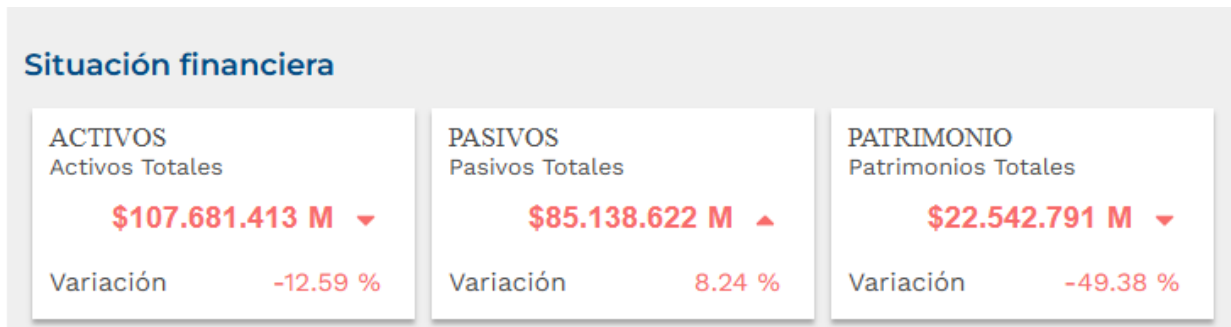 Situación financiera
ACTIVOS
Activos Totales
$107.681.413 M
Variación -12.59 %
PASIVOS
Pasivos Totales
$85.138.622 M
Variación 8.24 %
PATRIMONIO
Patrimonios Totales
$22.542.791 M
Variación -49.38 %